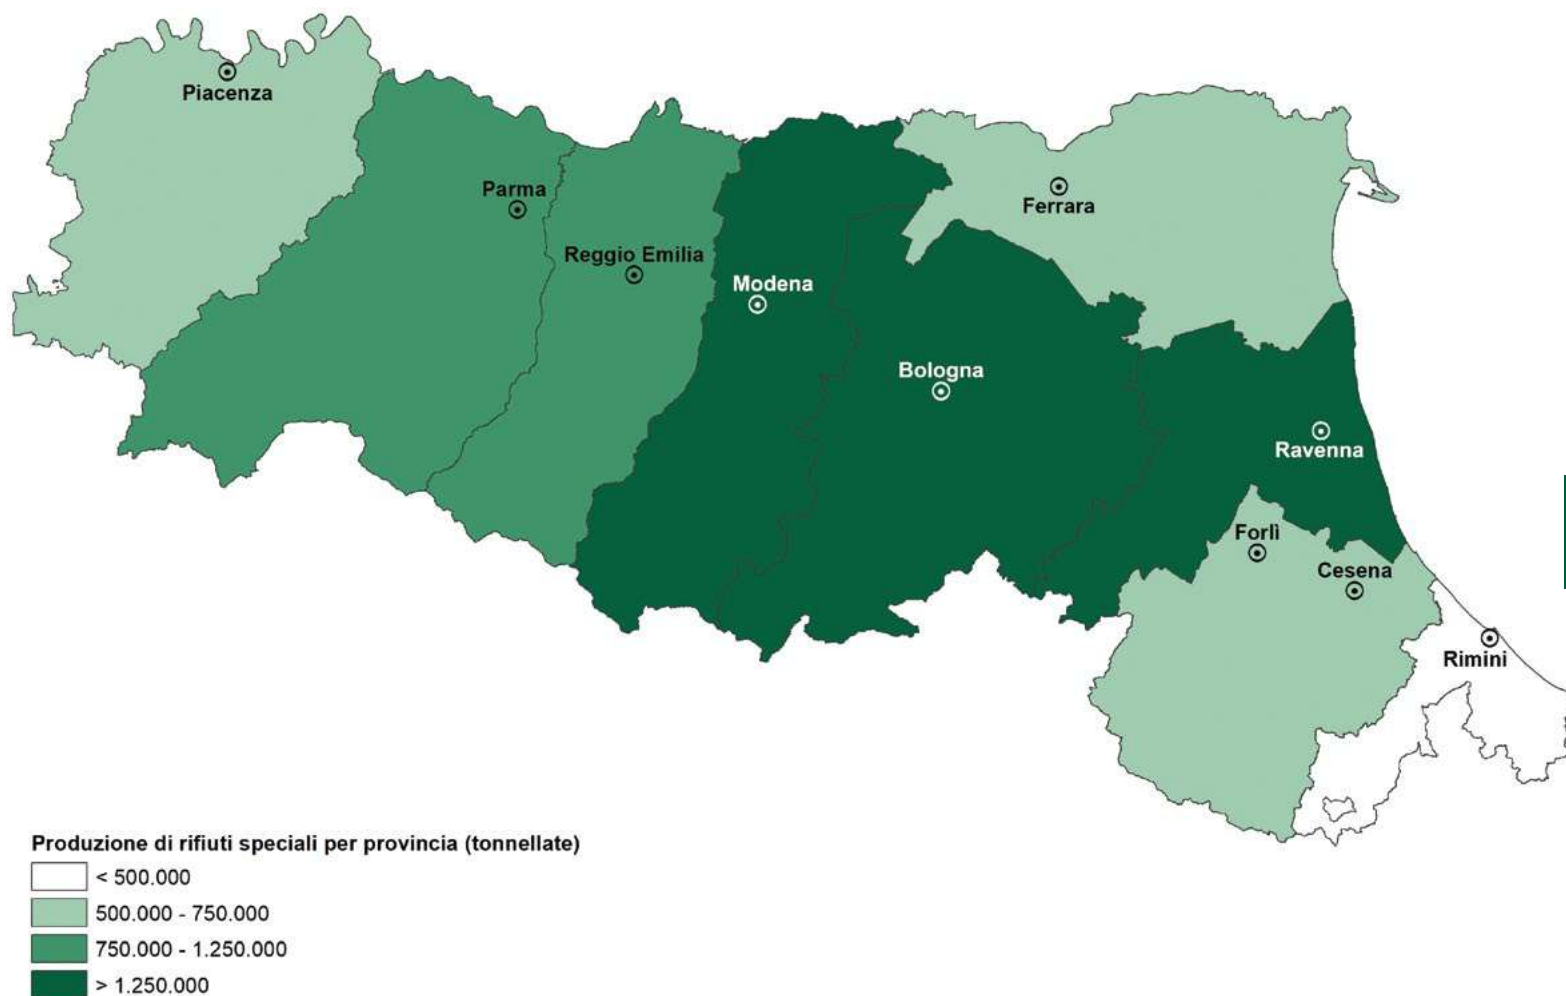 Piacenza
Parma
Ferrara
Reggio Emilia
Modena
Bologna
Ravenna
Forlì
Cesena
Rimini
Produzione di rifiuti speciali per provincia (tonnellate)
< 500.000
500.000 - 750.000
750.000 - 1.250.000
> 1.250.000